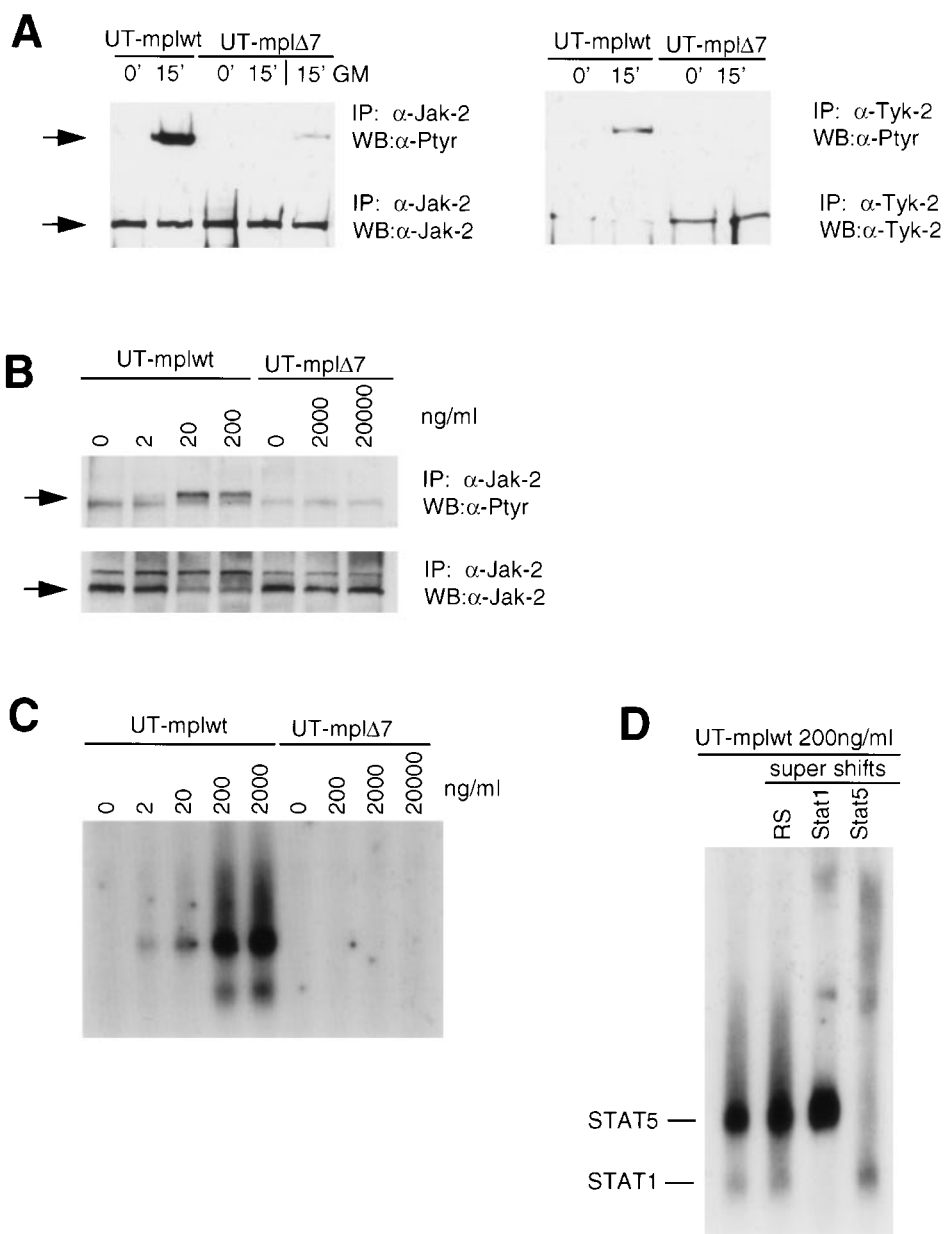 A
UT-mplwt UT-mplΔ7
0' 15' 0' 15' | 15' GM
IP: α-Jak-2
WB:α-Ptyr
IP: α-Jak-2
WB:α-Jak-2
UT-mplwt UT-mplΔ7
0' 15' 0' 15'
IP: α-Tyk-2
WB:α-Ptyr
IP: α-Tyk-2
WB:α-Tyk-2
B
UT-mplwt UT-mplΔ7
0 2 20 200 0 2000 20000 ng/ml
IP: α-Jak-2
WB:α-Ptyr
IP: α-Jak-2
WB:α-Jak-2
C
UT-mplwt UT-mplΔ7
0 2 20 200 2000 0 200 2000 20000 ng/ml
D
UT-mplwt 200ng/ml
super shifts
RS Stat1 Stat5
STAT5
STAT1